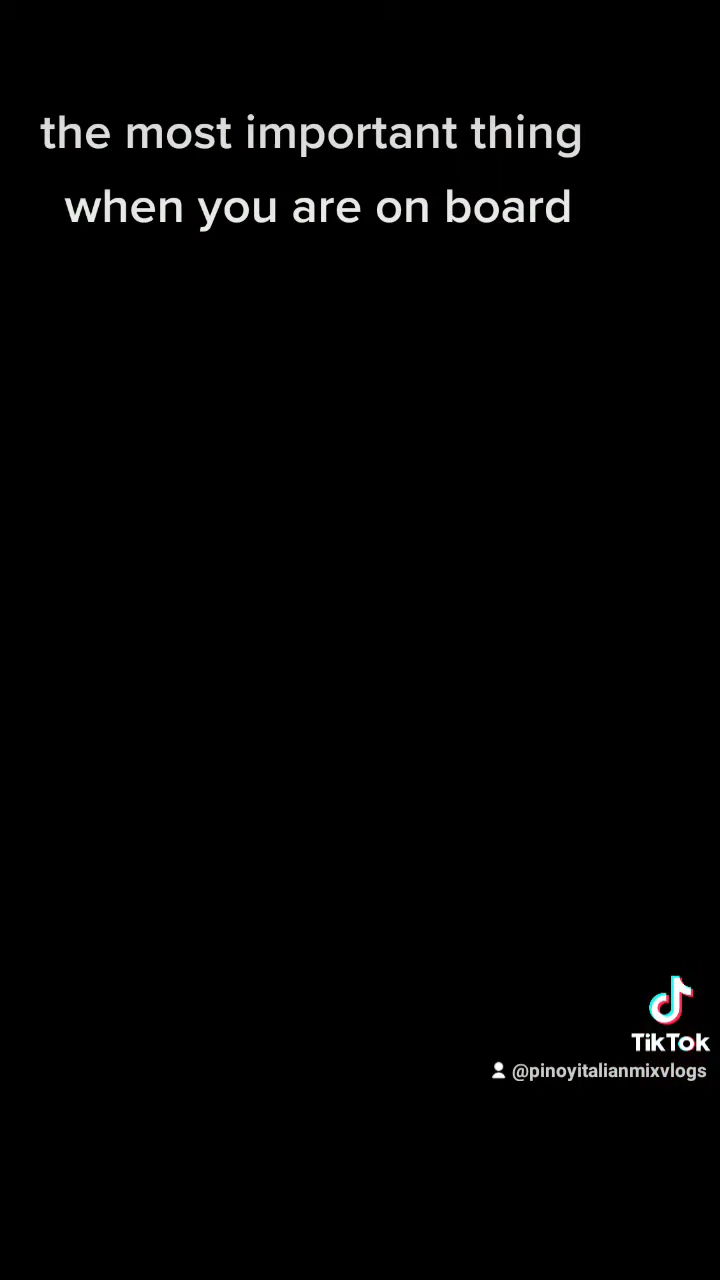 the most important thing
when you are on board
TikTok
@pinoyitalianmixvlogs